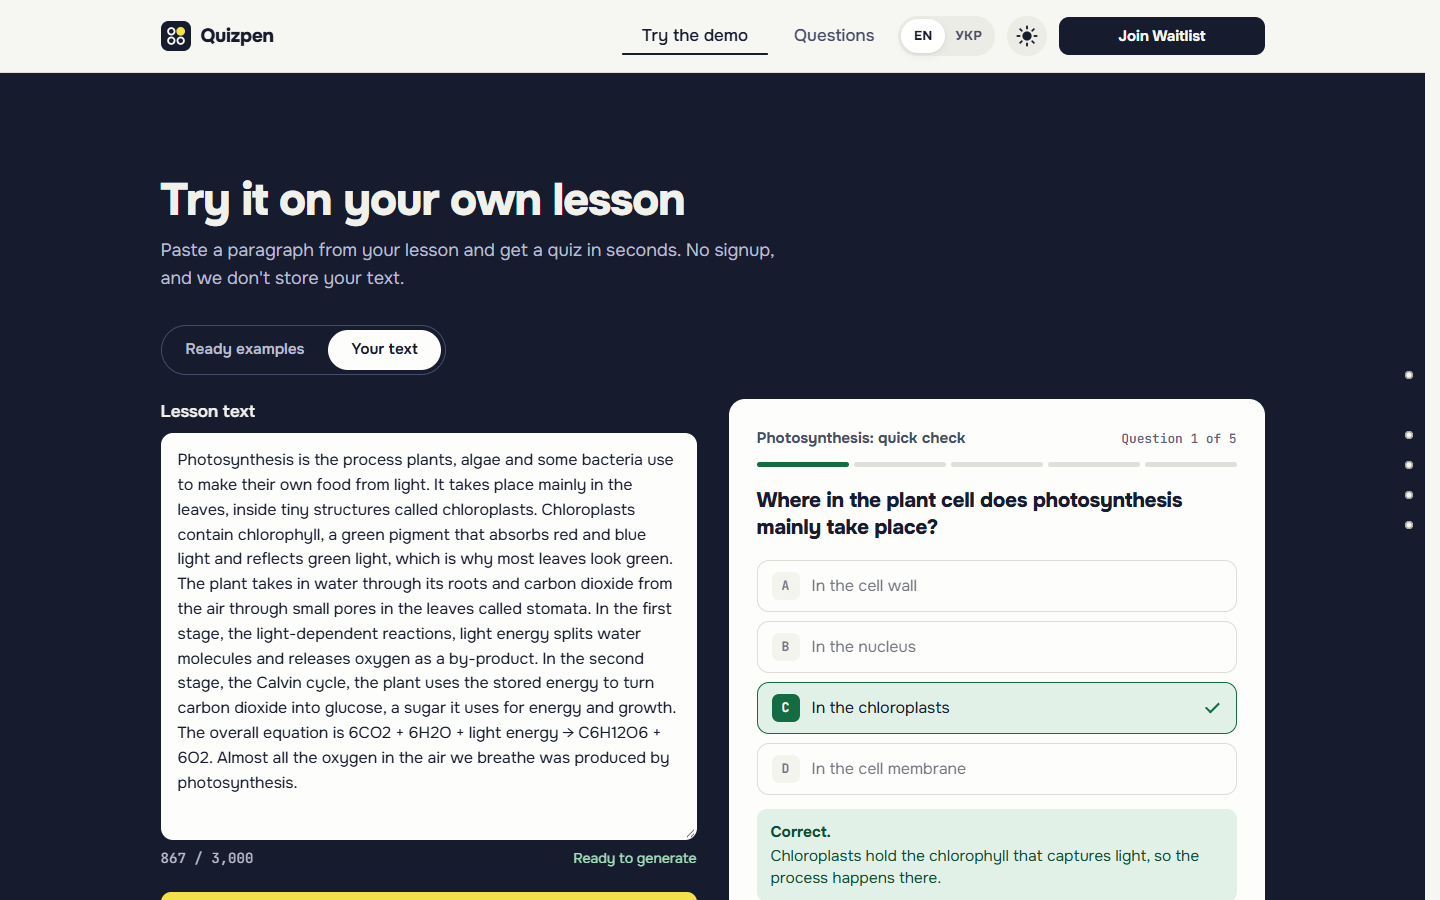 Quizpen
Try the demo
Questions
EN
УКР
Join Waitlist
Try it on your own lesson
Paste a paragraph from your lesson and get a quiz in seconds. No signup,
and we don't store your text.
Ready examples
Your text
Lesson text
Photosynthesis is the process plants, algae and some bacteria use
to make their own food from light. It takes place mainly in the
leaves, inside tiny structures called chloroplasts. Chloroplasts
contain chlorophyll, a green pigment that absorbs red and blue
light and reflects green light, which is why most leaves look green.
The plant takes in water through its roots and carbon dioxide from
the air through small pores in the leaves called stomata. In the first
stage, the light-dependent reactions, light energy splits water
molecules and releases oxygen as a by-product. In the second
stage, the Calvin cycle, the plant uses the stored energy to turn
carbon dioxide into glucose, a sugar it uses for energy and growth.
The overall equation is 6CO2 + 6H2O + light energy → C6H12O6 +
6O2. Almost all the oxygen in the air we breathe was produced by
photosynthesis.
867 / 3,000
Ready to generate
Photosynthesis: quick check
Question 1 of 5
Where in the plant cell does photosynthesis
mainly take place?
A In the cell wall
B In the nucleus
C In the chloroplasts
D In the cell membrane
Correct.
Chloroplasts hold the chlorophyll that captures light, so the
process happens there.